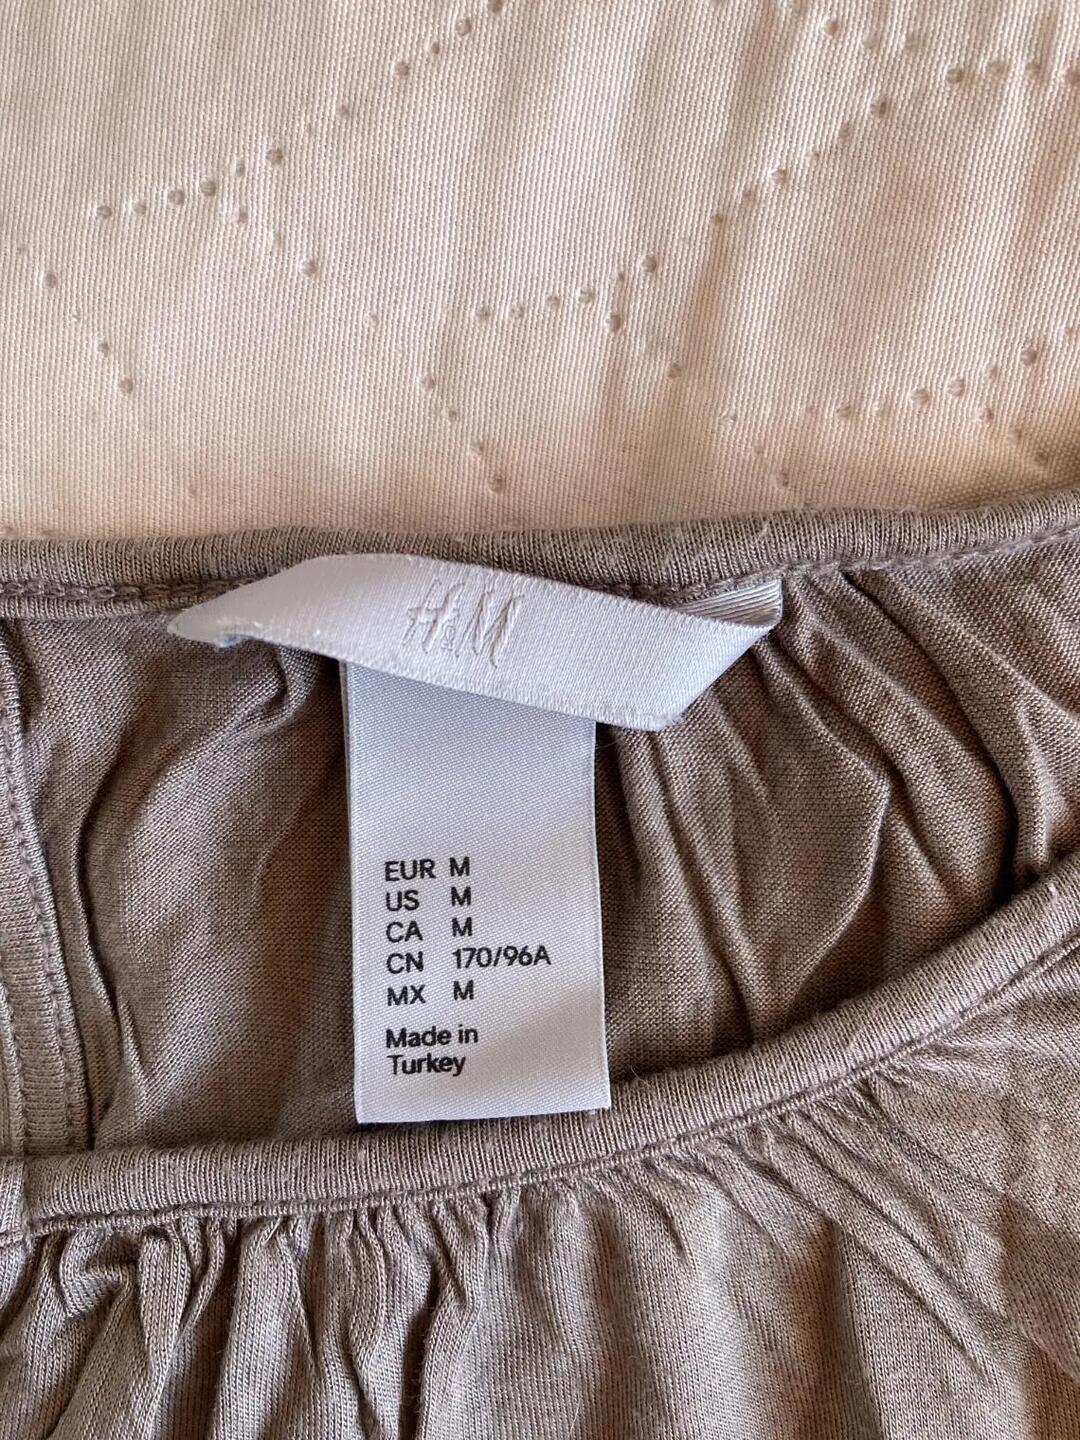 H&M
EUR M
US M
CA M
CN 170/96A
MX M
Made in
Turkey